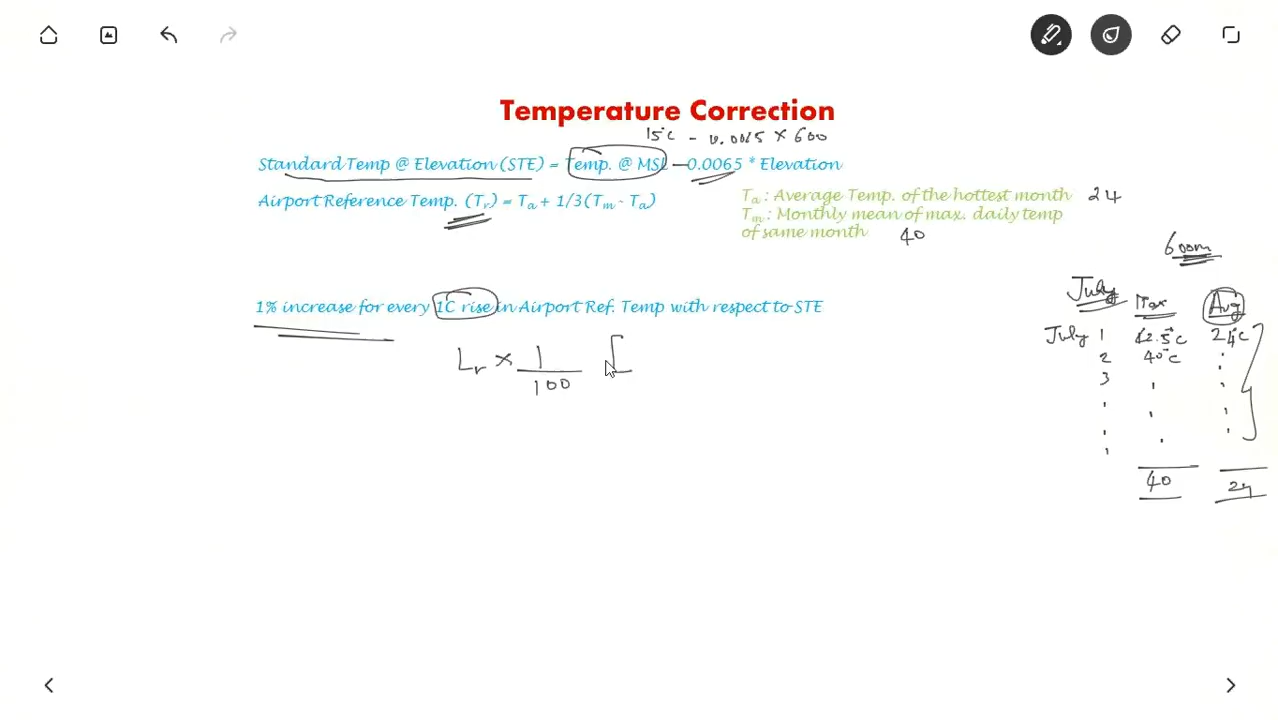 Temperature Correction
15°C - 0.0065 × 600
Standard Temp @ Elevation (STE) = Temp. @ MSL – 0.0065 * Elevation
Airport Reference Temp. (Tr) = Ta + 1/3(Tm - Ta)
Ta : Average Temp. of the hottest month 24
Tm : Monthly mean of max. daily temp
of same month 40
600m
1% increase for every 1C rise in Airport Ref. Temp with respect to STE
Lr × 1/100 [
July
Max Avg
July 1 42.5°C 24°C
2 40°C
3
40 24